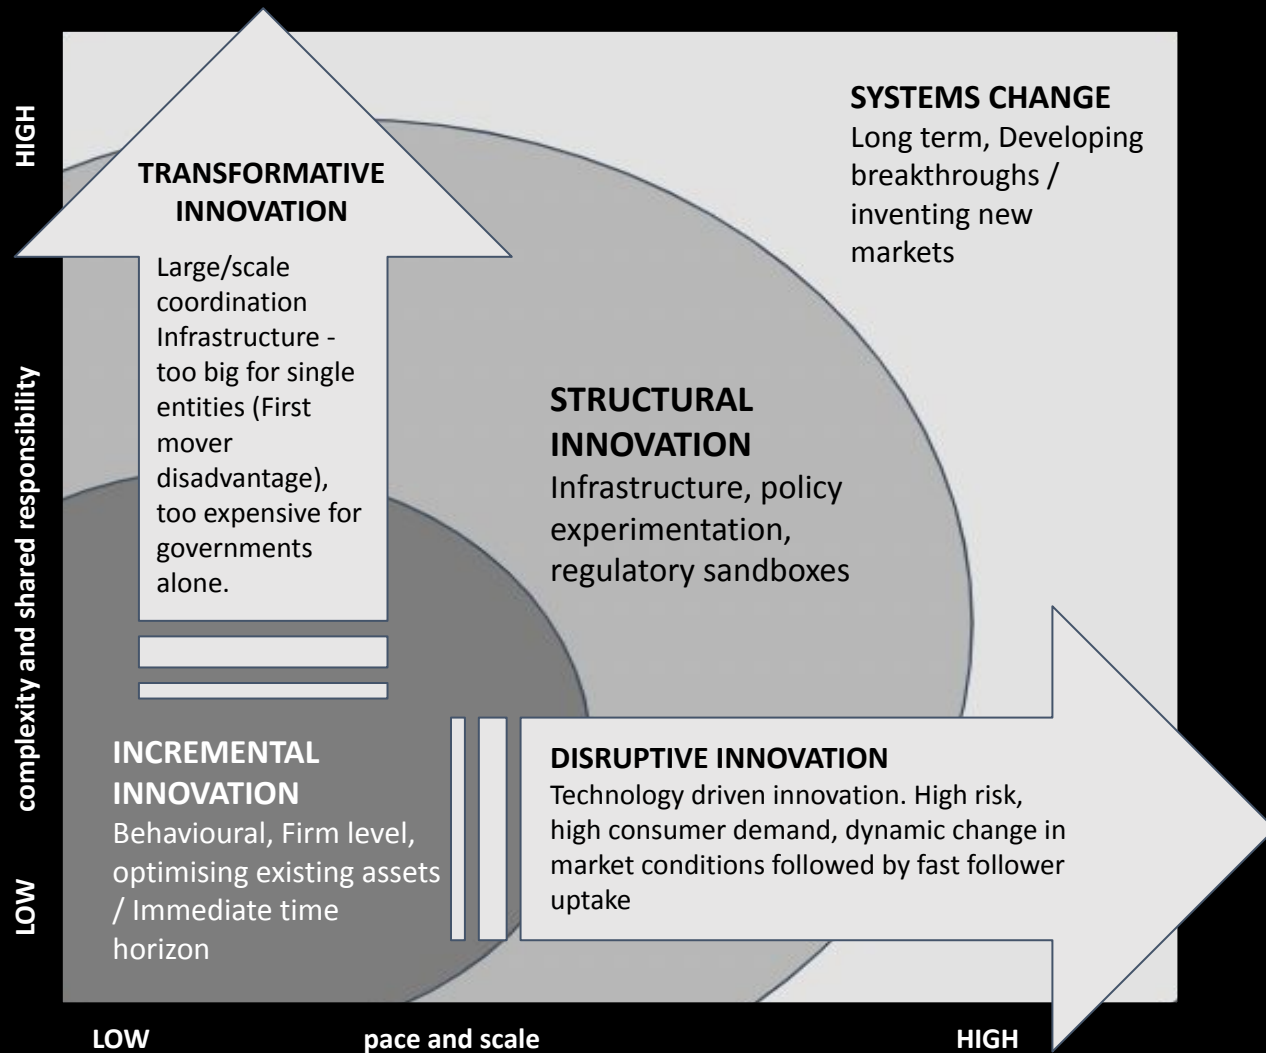 HIGH
complexity and shared responsibility
LOW
TRANSFORMATIVE
INNOVATION
Large/scale
coordination
Infrastructure -
too big for single
entities (First
mover
disadvantage),
too expensive for
governments
alone.
SYSTEMS CHANGE
Long term, Developing
breakthroughs /
inventing new
markets
STRUCTURAL
INNOVATION
Infrastructure, policy
experimentation,
regulatory sandboxes
INCREMENTAL
INNOVATION
Behavioural, Firm level,
optimising existing assets
/ Immediate time
horizon
DISRUPTIVE INNOVATION
Technology driven innovation. High risk,
high consumer demand, dynamic change in
market conditions followed by fast follower
uptake
LOW
pace and scale
HIGH